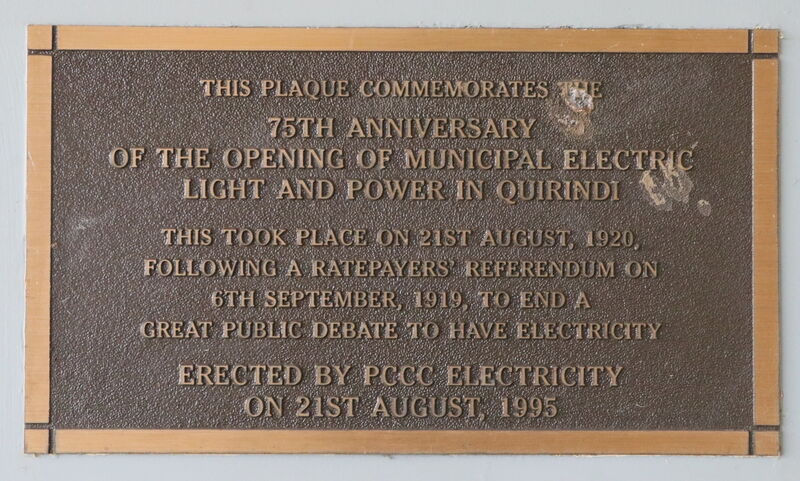 THIS PLAQUE COMMEMORATES THE
75TH ANNIVERSARY
OF THE OPENING OF MUNICIPAL ELECTRIC
LIGHT AND POWER IN QUIRINDI
THIS TOOK PLACE ON 21ST AUGUST, 1920,
FOLLOWING A RATEPAYERS' REFERENDUM ON
6TH SEPTEMBER, 1919, TO END A
GREAT PUBLIC DEBATE TO HAVE ELECTRICITY
ERECTED BY PCCC ELECTRICITY
ON 21ST AUGUST, 1995